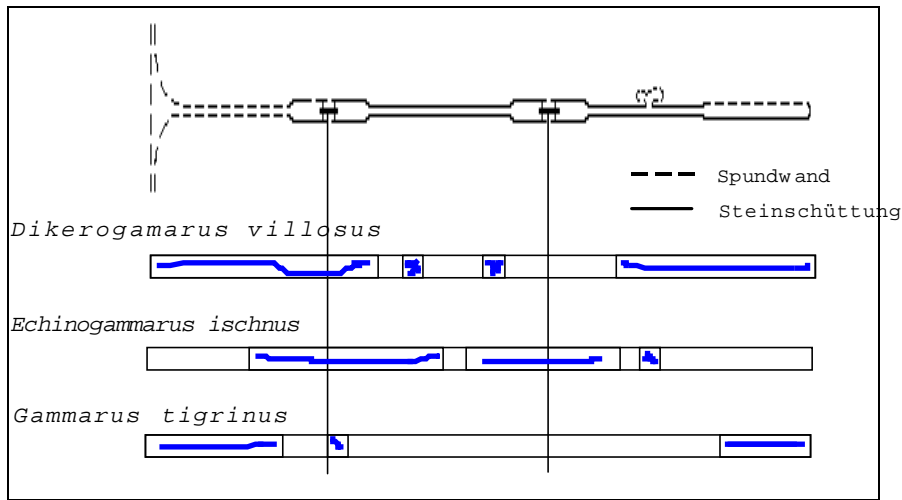 Spundwand
Steinschüttung
Dikerogamarus villosus
Echinogammarus ischnus
Gammarus tigrinus